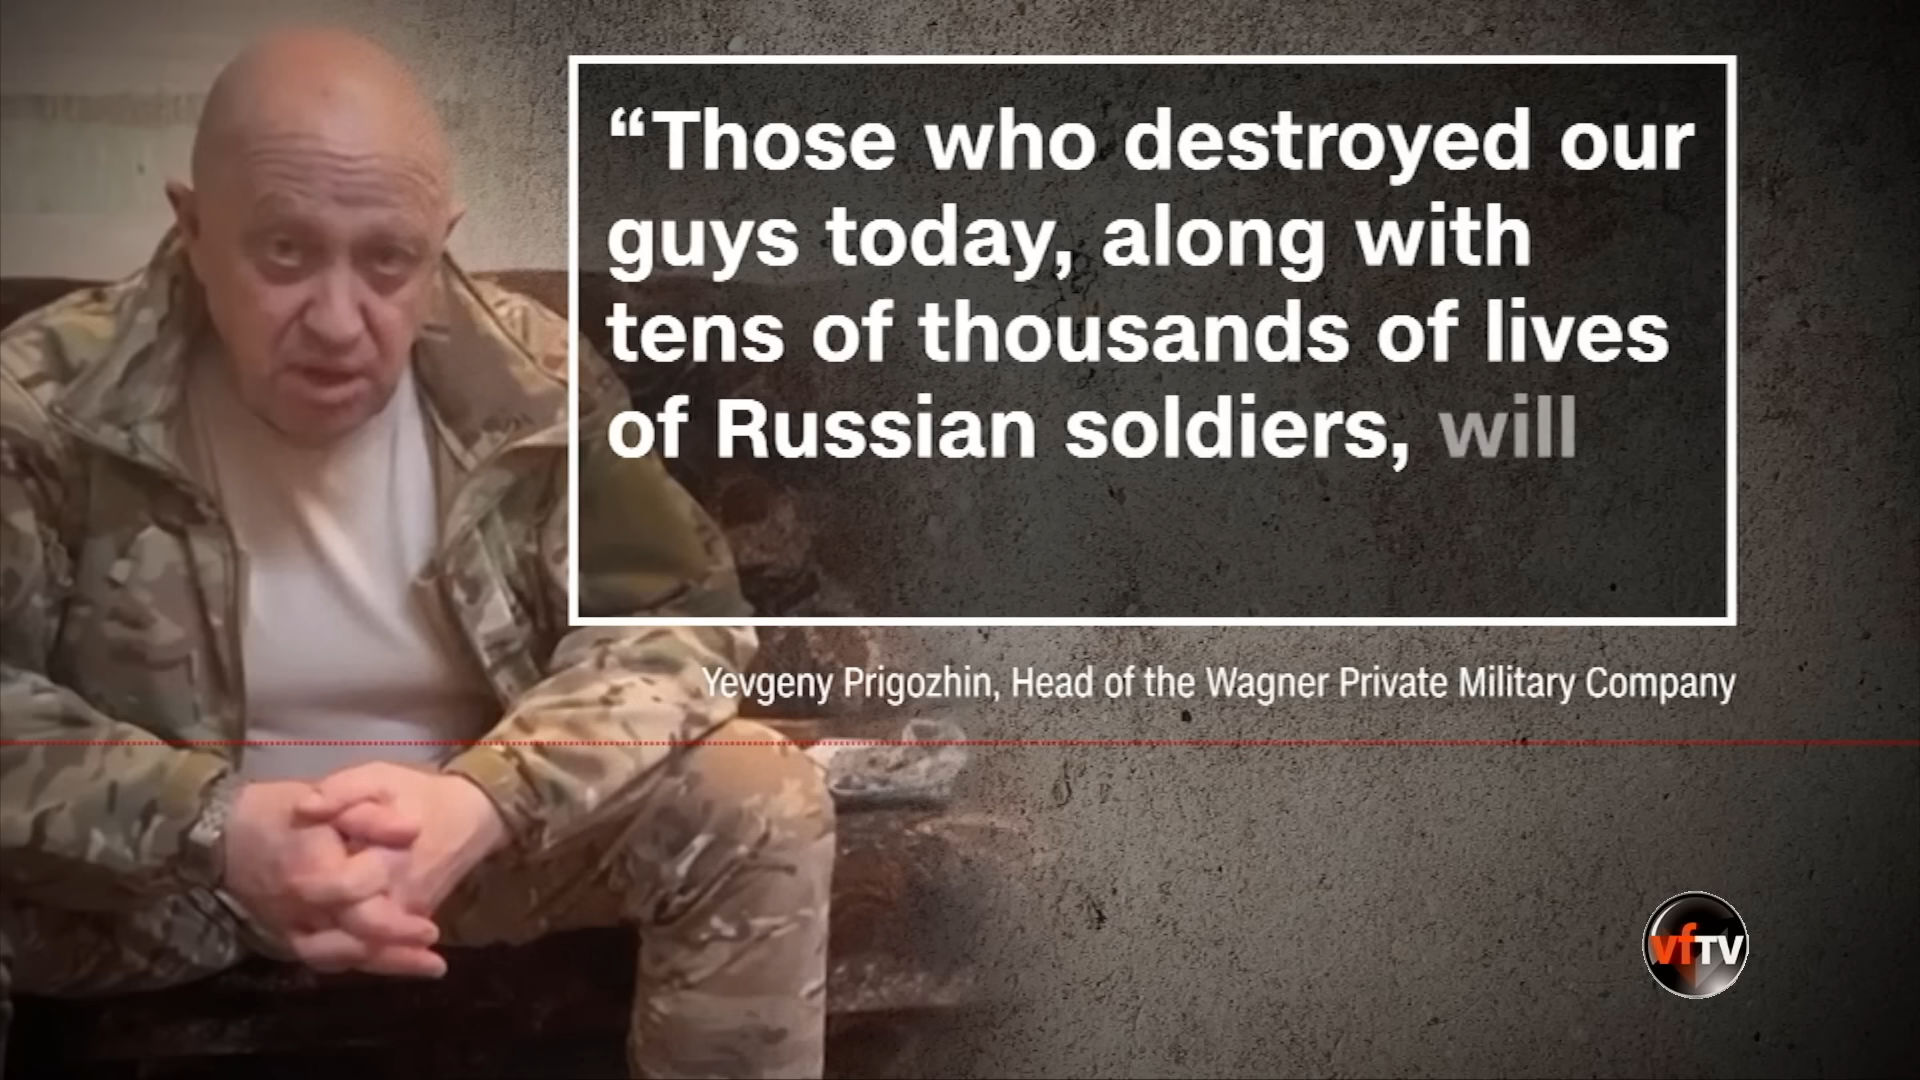 “Those who destroyed our
guys today, along with
tens of thousands of lives
of Russian soldiers, will
Yevgeny Prigozhin, Head of the Wagner Private Military Company
vfTV